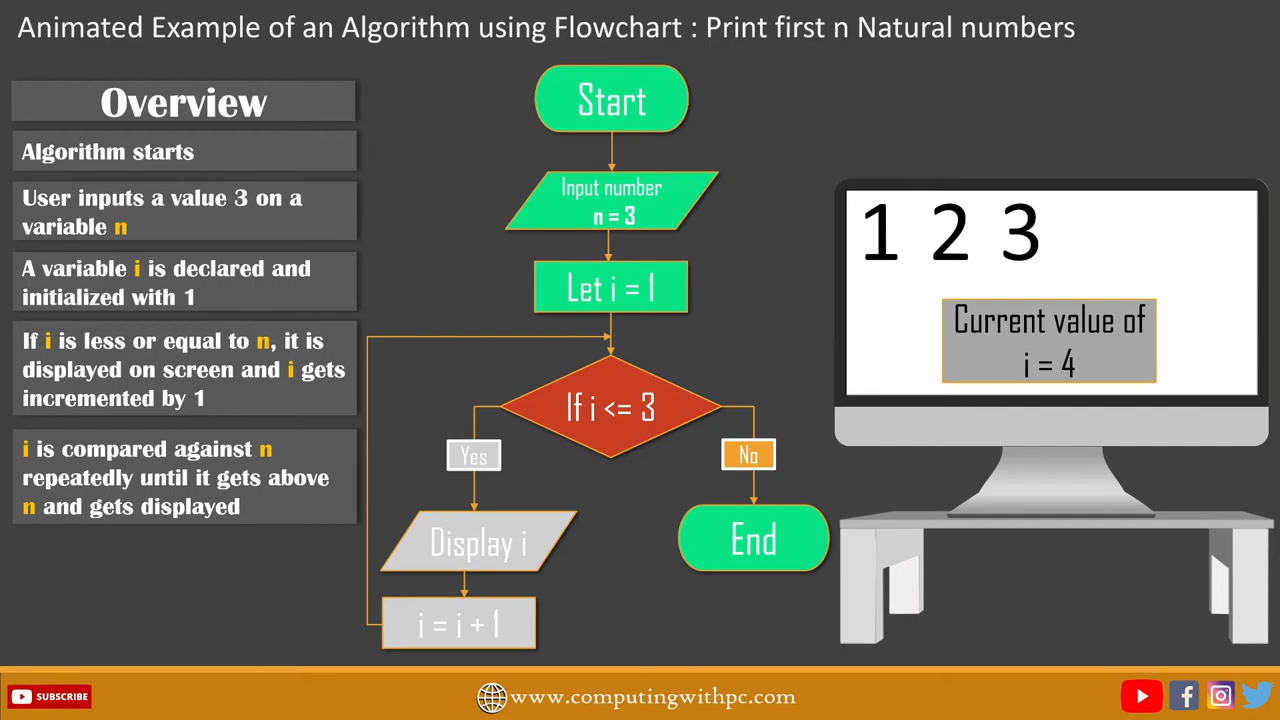 Animated Example of an Algorithm using Flowchart : Print first n Natural numbers
Overview
Algorithm starts
User inputs a value 3 on a
variable n
A variable i is declared and
initialized with 1
If i is less or equal to n, it is
displayed on screen and i gets
incremented by 1
i is compared against n
repeatedly until it gets above
n and gets displayed
Start
Input number
n = 3
Let i = 1
If i <= 3
Yes
No
Display i
End
i = i + 1
1 2 3
Current value of
i = 4
SUBSCRIBE
www.computingwithpc.com